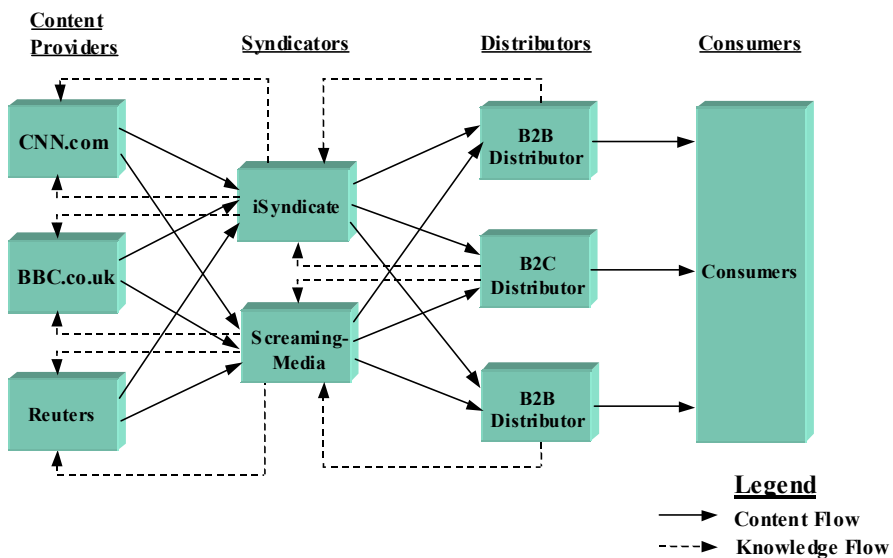 Content
Providers
Syndicators
Distributors
Consumers
CNN.com
BBC.co.uk
Reuters
iSyndicate
Screaming-
Media
B2B
Distributor
B2C
Distributor
B2B
Distributor
Consumers
Legend
Content Flow
Knowledge Flow